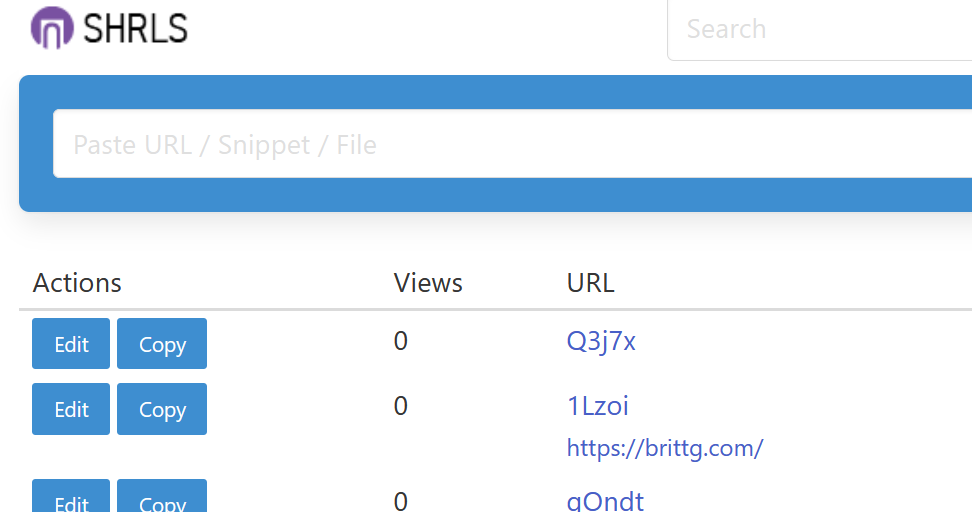 SHRLS
Search
Paste URL / Snippet / File
Actions Views URL
Edit Copy 0 Q3j7x
Edit Copy 0 1Lzoi
https://brittg.com/
Edit Copy 0 gOndt